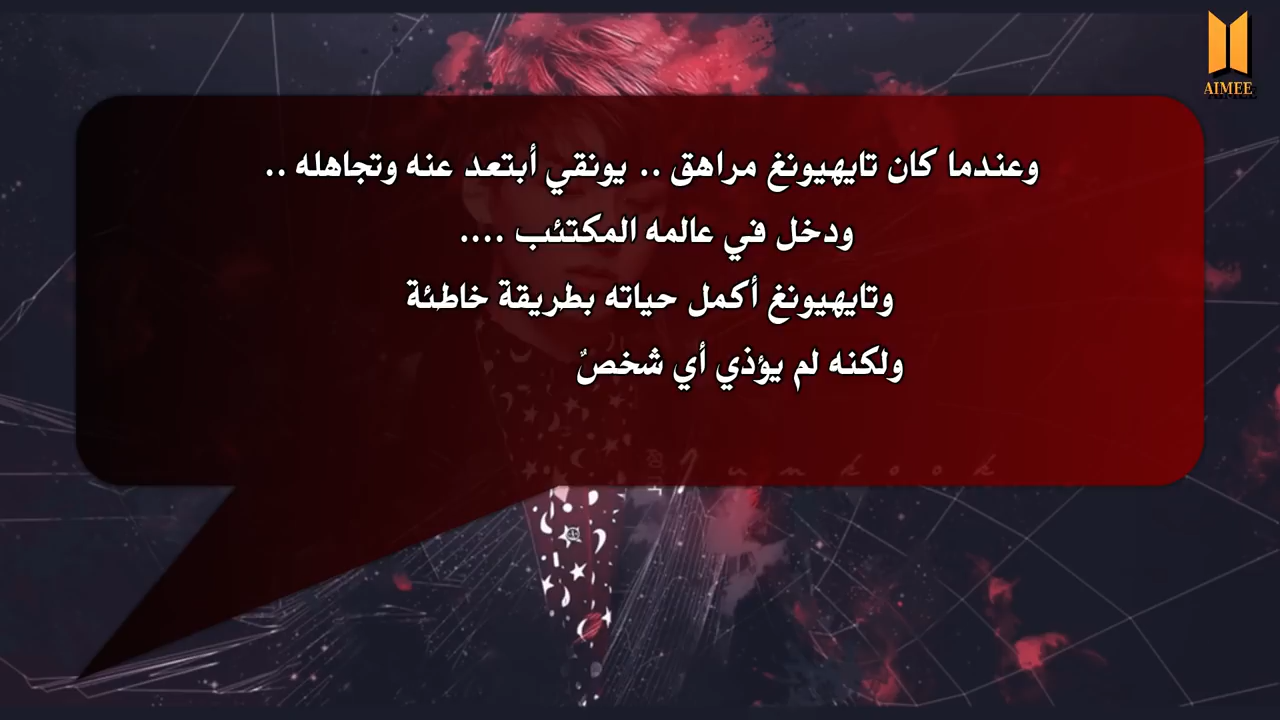 AIMEE
وعندما كان تايهيونغ مراهق .. يونقي أبتعد عنه وتجاهله ..
ودخل في عالمه المكتئب ....
وتايهيونغ أكمل حياته بطريقة خاطئة
ولكنه لم يؤذي أي شخصٌ
Junkook